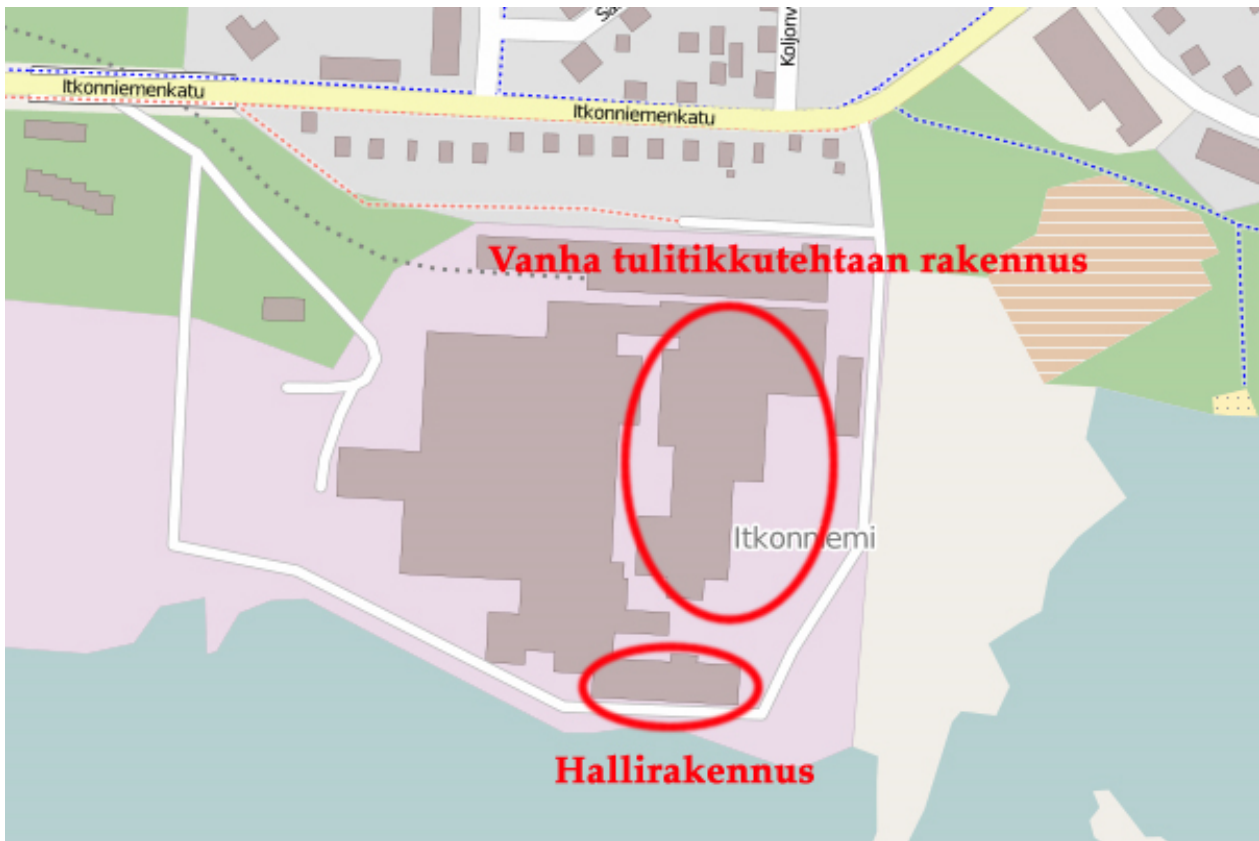 Koljonv
Itkonniemenkatu
Itkonniemenkatu
Vanha tulitikkutehtaan rakennus
Itkonniemi
Hallirakennus